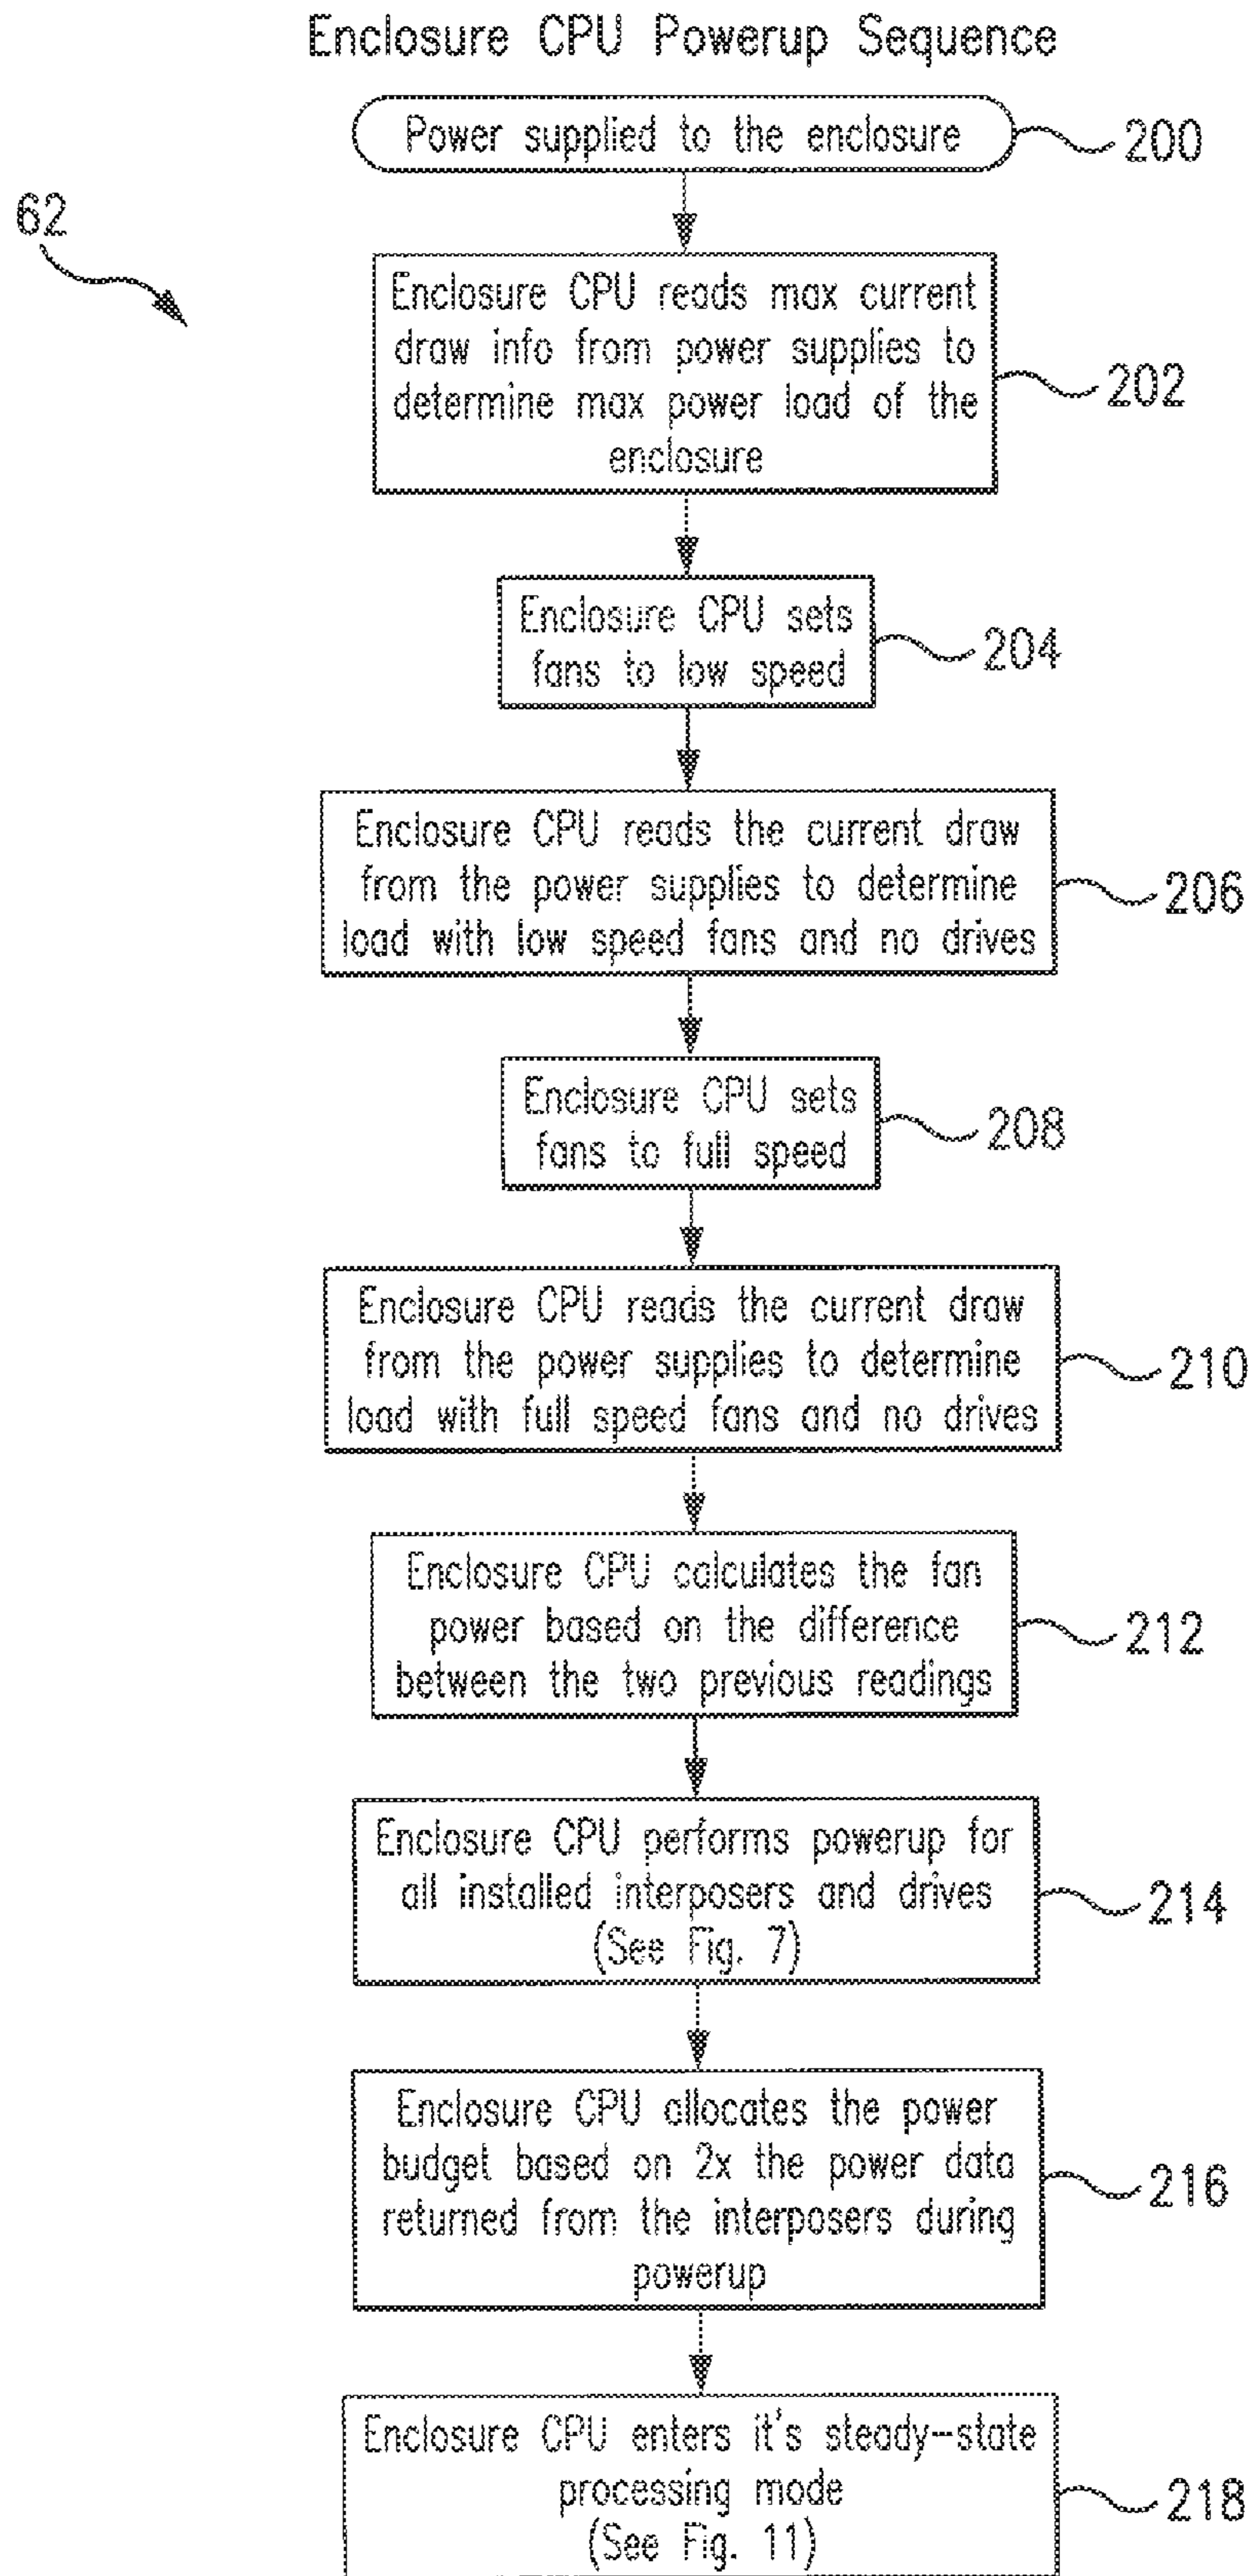 Enclosure CPU Powerup Sequence
Power supplied to the enclosure
200
62
Enclosure CPU reads max current
draw info from power supplies to
determine max power load of the
enclosure
202
Enclosure CPU sets
fans to low speed
204
Enclosure CPU reads the current draw
from the power supplies to determine
load with low speed fans and no drives
206
Enclosure CPU sets
fans to full speed
208
Enclosure CPU reads the current draw
from the power supplies to determine
load with full speed fans and no drives
210
Enclosure CPU calculates the fan
power based on the difference
between the two previous readings
212
Enclosure CPU performs powerup for
all installed interposers and drives
(See Fig. 7)
214
Enclosure CPU allocates the power
budget based on 2x the power data
returned from the interposers during
powerup
216
Enclosure CPU enters it's steady-state
processing mode
(See Fig. 11)
218